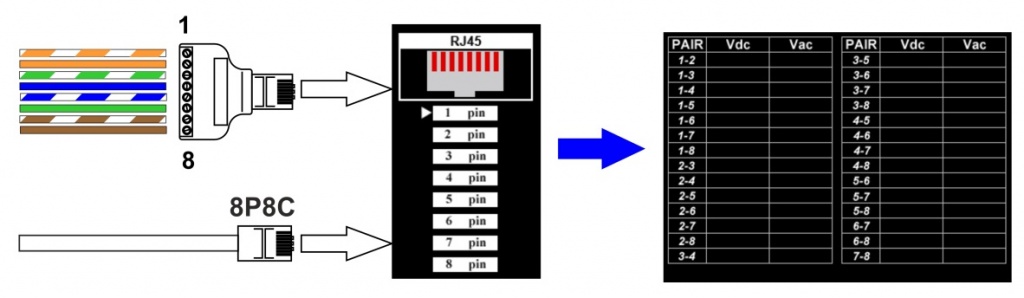 1
8
8P8C
RJ45
1 pin
2 pin
3 pin
4 pin
5 pin
6 pin
7 pin
8 pin
PAIR Vdc Vac PAIR Vdc Vac
1-2 3-5
1-3 3-6
1-4 3-7
1-5 3-8
1-6 4-5
1-7 4-6
1-8 4-7
2-3 4-8
2-4 5-6
2-5 5-7
2-6 5-8
2-7 6-7
2-8 6-8
3-4 7-8